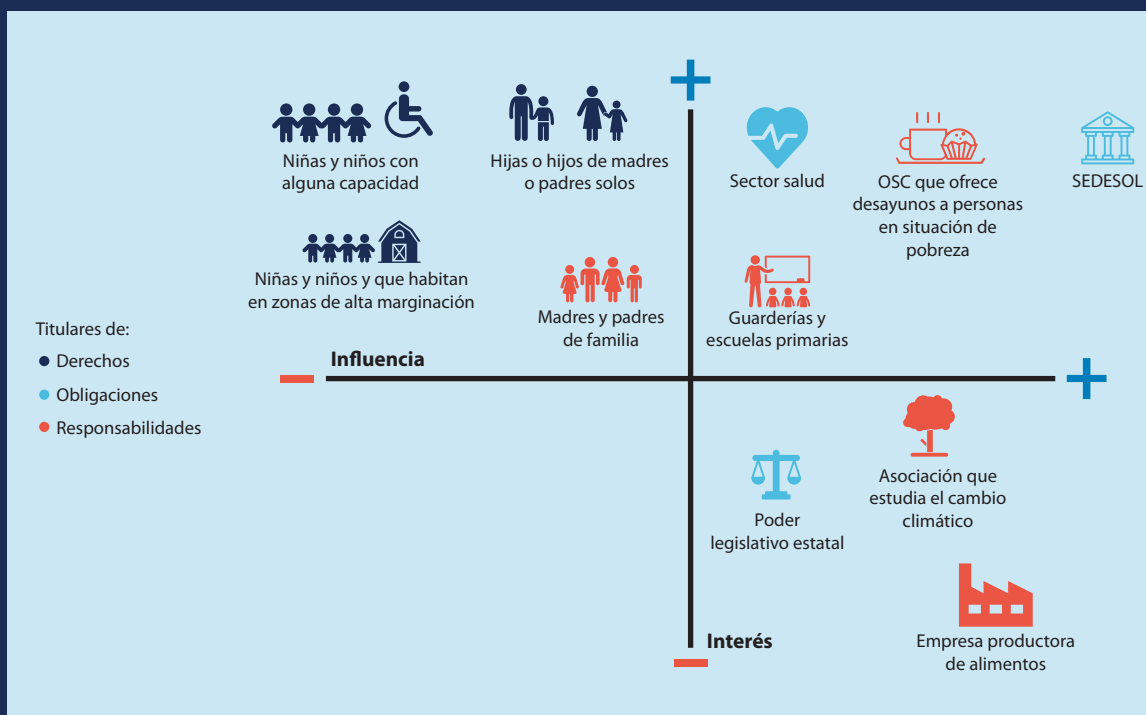 Niñas y niños con
alguna capacidad
Hijas o hijos de madres
o padres solos
Sector salud
OSC que ofrece
desayunos a personas
en situación de
pobreza
SEDESOL
Niñas y niños y que habitan
en zonas de alta marginación
Madres y padres
de familia
Guarderías y
escuelas primarias
Titulares de:
Derechos
Obligaciones
Responsabilidades
Influencia
Asociación que
estudia el cambio
climático
Poder
legislativo estatal
Interés
Empresa productora
de alimentos